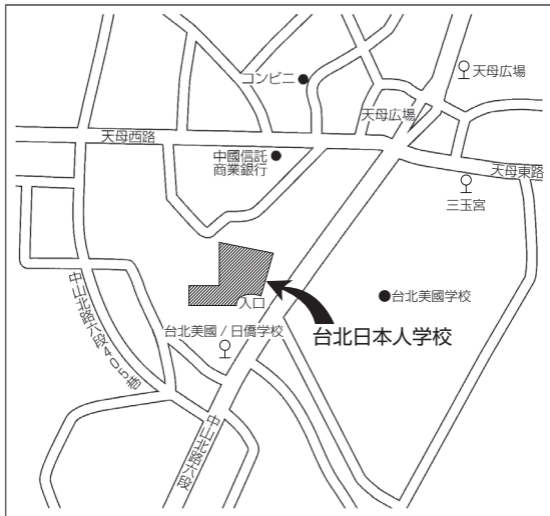 コンビニ
天母広場
天母広場
天母西路
中國信託
商業銀行
天母東路
三玉宮
入口
台北美國学校
台北日本人学校
台北美國 / 日僑学校
中山北路六段405巷
中山北路六段